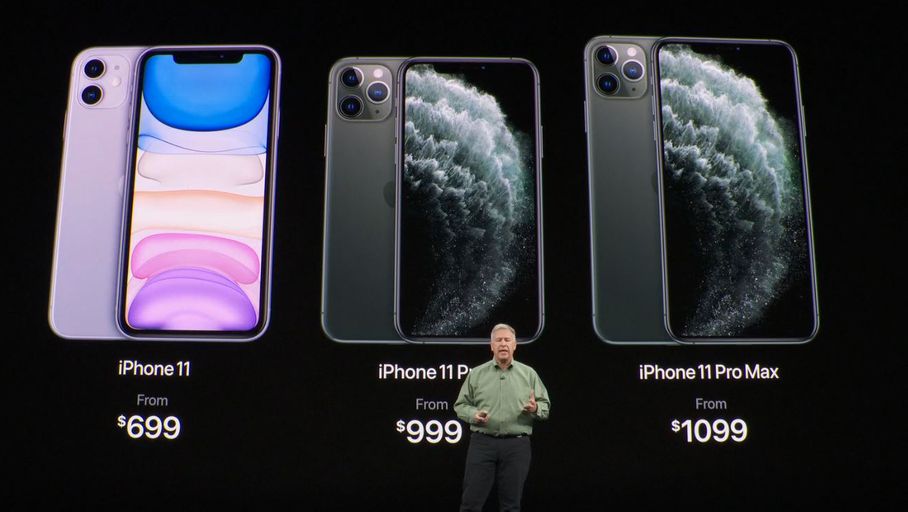 iPhone 11
From
$699
iPhone 11 P
From
$999
iPhone 11 Pro Max
From
$1099